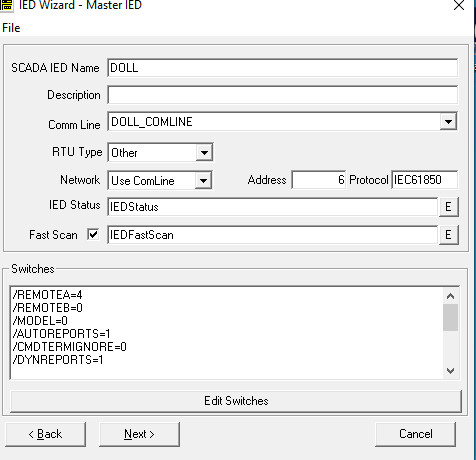 IED Wizard - Master IED
File
SCADA IED Name DOLL
Description
Comm Line DOLL_COMLINE
RTU Type Other
Network Use ComLine Address 6 Protocol IEC61850
IED Status IEDStatus E
Fast Scan IEDFastScan E
Switches
/REMOTEA=4
/REMOTEB=0
/MODEL=0
/AUTOREPORTS=1
/CMDTERMIGNORE=0
/DYNREPORTS=1
Edit Switches
< Back Next > Cancel